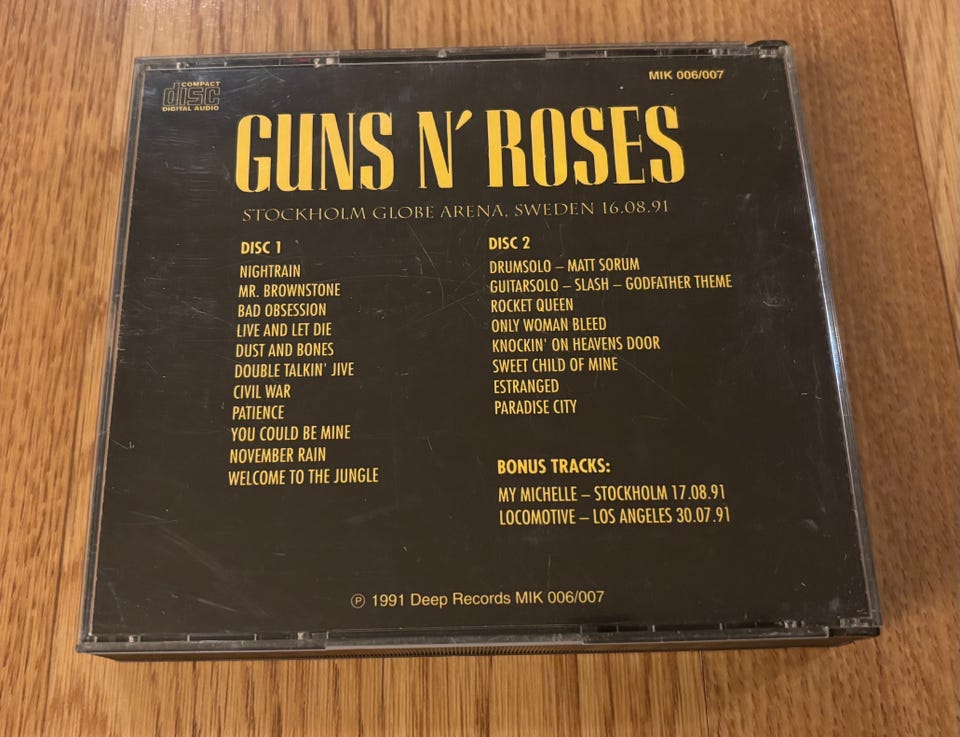 COMPACT
disc
DIGITAL AUDIO
MIK 006/007
GUNS N´ ROSES
STOCKHOLM GLOBE ARENA, SWEDEN 16.08.91
DISC 1
NIGHTRAIN
MR. BROWNSTONE
BAD OBSESSION
LIVE AND LET DIE
DUST AND BONES
DOUBLE TALKIN' JIVE
CIVIL WAR
PATIENCE
YOU COULD BE MINE
NOVEMBER RAIN
WELCOME TO THE JUNGLE
DISC 2
DRUMSOLO – MATT SORUM
GUITARSOLO – SLASH – GODFATHER THEME
ROCKET QUEEN
ONLY WOMAN BLEED
KNOCKIN' ON HEAVENS DOOR
SWEET CHILD OF MINE
ESTRANGED
PARADISE CITY
BONUS TRACKS:
MY MICHELLE – STOCKHOLM 17.08.91
LOCOMOTIVE – LOS ANGELES 30.07.91
℗ 1991 Deep Records MIK 006/007